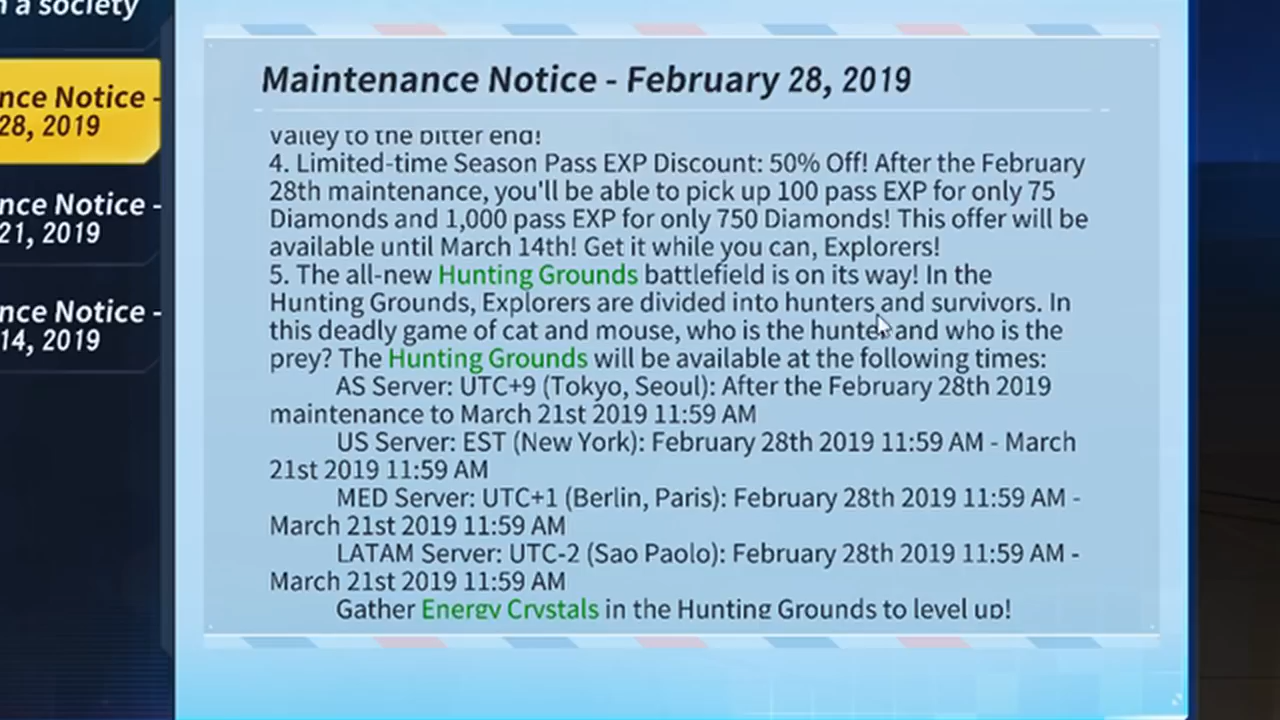 a society
Maintenance Notice - February 28, 2019
nce Notice -
28, 2019
nce Notice -
21, 2019
nce Notice -
14, 2019
valley to the bitter end!
4. Limited-time Season Pass EXP Discount: 50% Off! After the February
28th maintenance, you'll be able to pick up 100 pass EXP for only 75
Diamonds and 1,000 pass EXP for only 750 Diamonds! This offer will be
available until March 14th! Get it while you can, Explorers!
5. The all-new Hunting Grounds battlefield is on its way! In the
Hunting Grounds, Explorers are divided into hunters and survivors. In
this deadly game of cat and mouse, who is the hunter and who is the
prey? The Hunting Grounds will be available at the following times:
AS Server: UTC+9 (Tokyo, Seoul): After the February 28th 2019
maintenance to March 21st 2019 11:59 AM
US Server: EST (New York): February 28th 2019 11:59 AM - March
21st 2019 11:59 AM
MED Server: UTC+1 (Berlin, Paris): February 28th 2019 11:59 AM -
March 21st 2019 11:59 AM
LATAM Server: UTC-2 (Sao Paolo): February 28th 2019 11:59 AM -
March 21st 2019 11:59 AM
Gather Energy Crystals in the Hunting Grounds to level up!